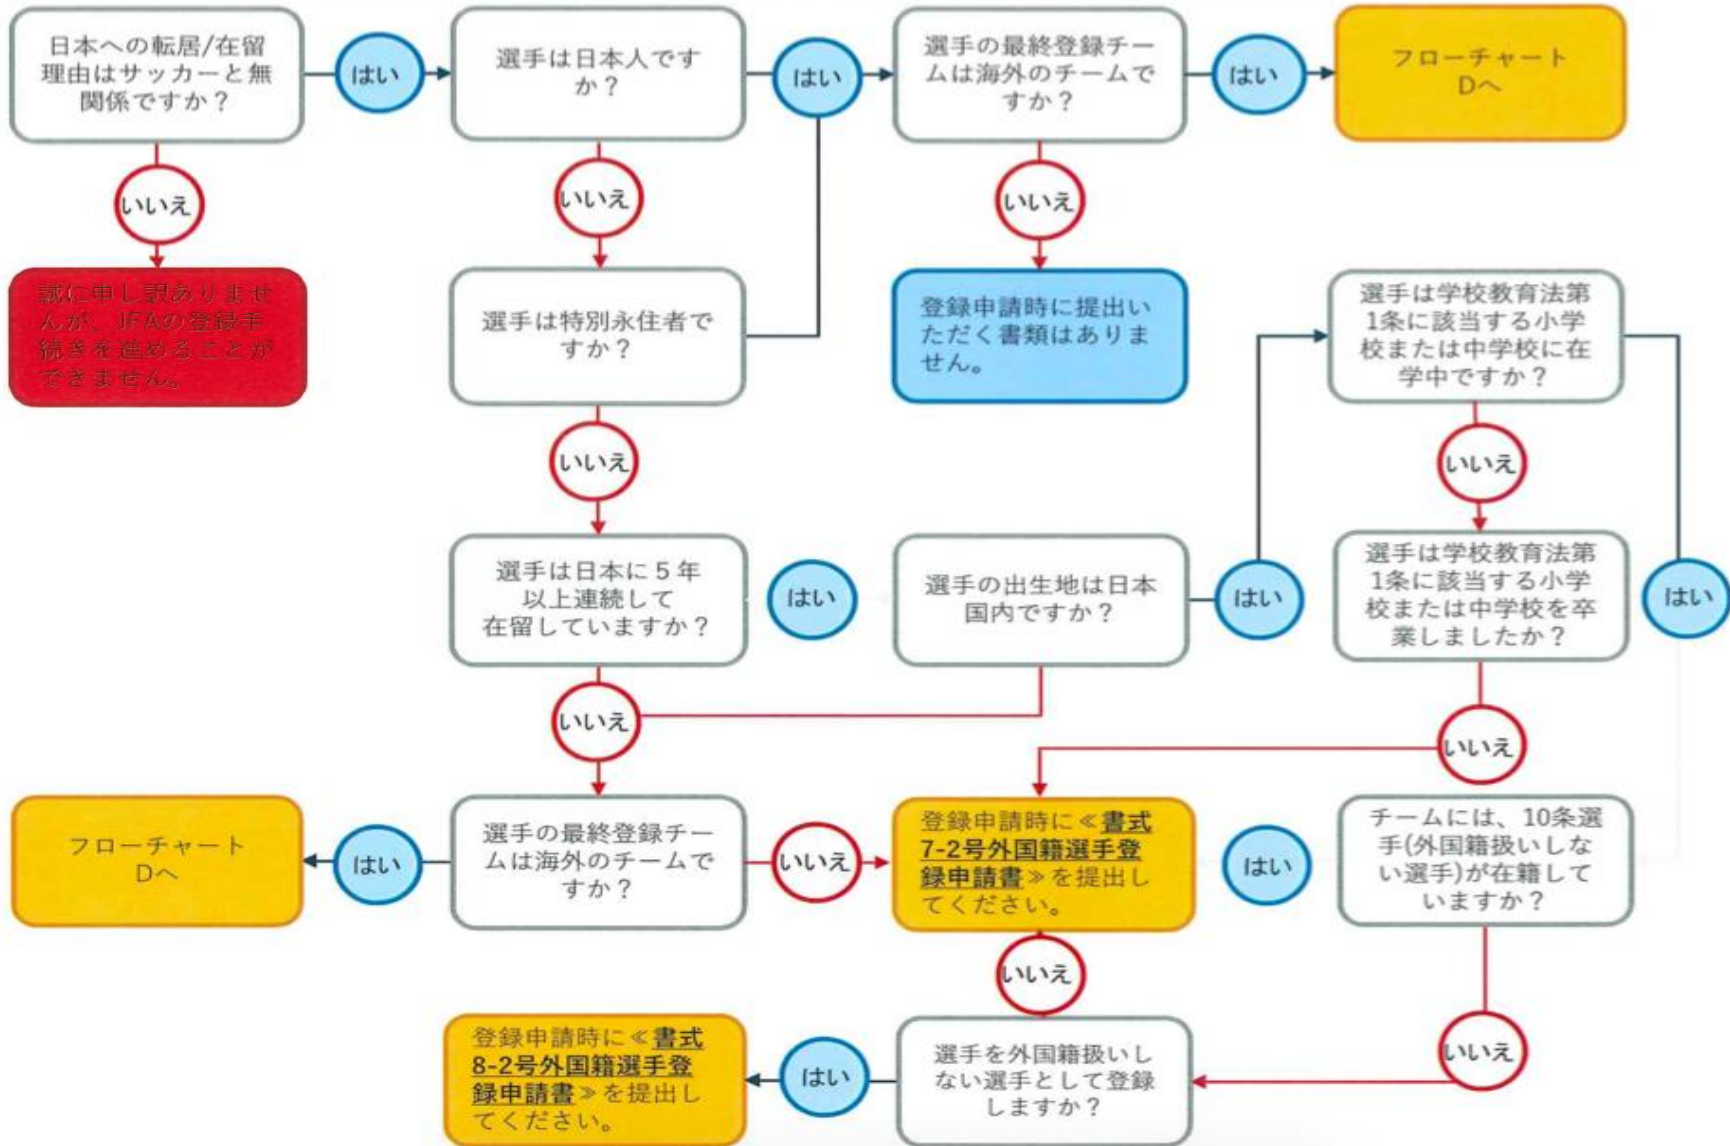 日本への転居/在留
理由はサッカーと無
関係ですか？
はい
選手は日本人です
か？
はい
選手の最終登録チー
ムは海外のチームで
すか？
はい
フローチャート
Dへ
いいえ
いいえ
いいえ
誠に申し訳ありませ
んが、JFAの登録手
続きを進めることが
できません。
選手は特別永住者で
すか？
登録申請時に提出い
ただく書類はありま
せん。
選手は学校教育法第
1条に該当する小学
校または中学校に在
学中ですか？
いいえ
いいえ
選手は日本に５年
以上連続して
在留していますか？
はい
選手の出生地は日本
国内ですか？
はい
選手は学校教育法第
1条に該当する小学
校または中学校を卒
業しましたか？
はい
いいえ
いいえ
フローチャート
Dへ
はい
選手の最終登録チー
ムは海外のチームで
すか？
いいえ
登録申請時に≪書式
7-2号外国籍選手登
録申請書≫を提出し
てください。
はい
チームには、10条選
手(外国籍扱いしな
い選手)が在籍して
いますか？
いいえ
いいえ
登録申請時に≪書式
8-2号外国籍選手登
録申請書≫を提出し
てください。
はい
選手を外国籍扱いし
ない選手として登録
しますか？